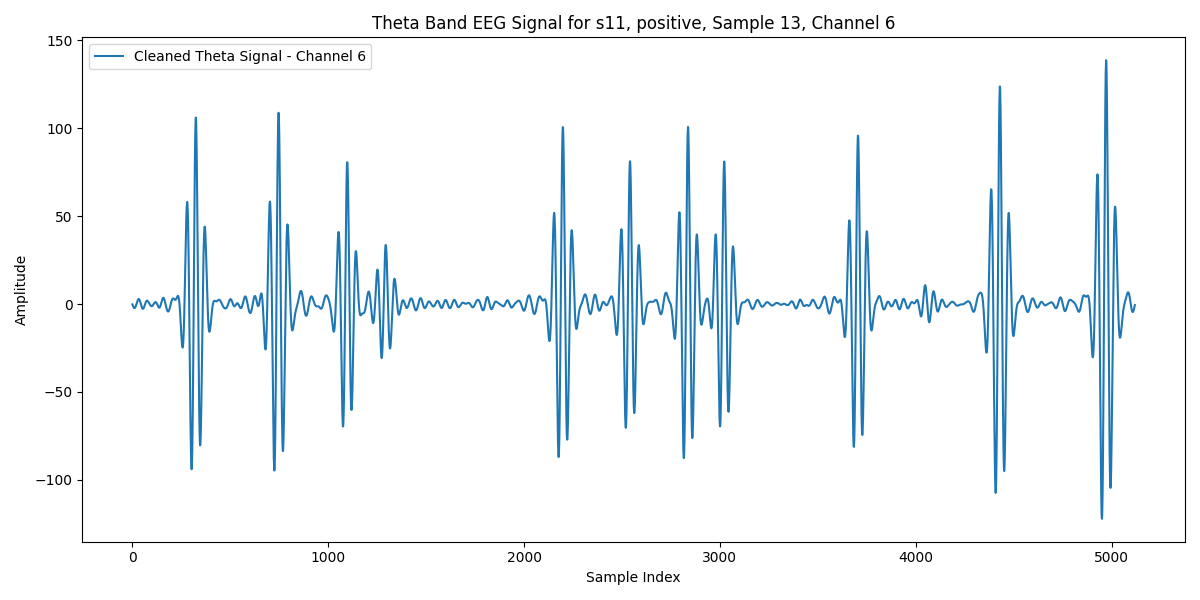 Theta Band EEG Signal for s11, positive, Sample 13, Channel 6
Cleaned Theta Signal - Channel 6
Amplitude
150
100
50
0
−50
−100
0 1000 2000 3000 4000 5000
Sample Index